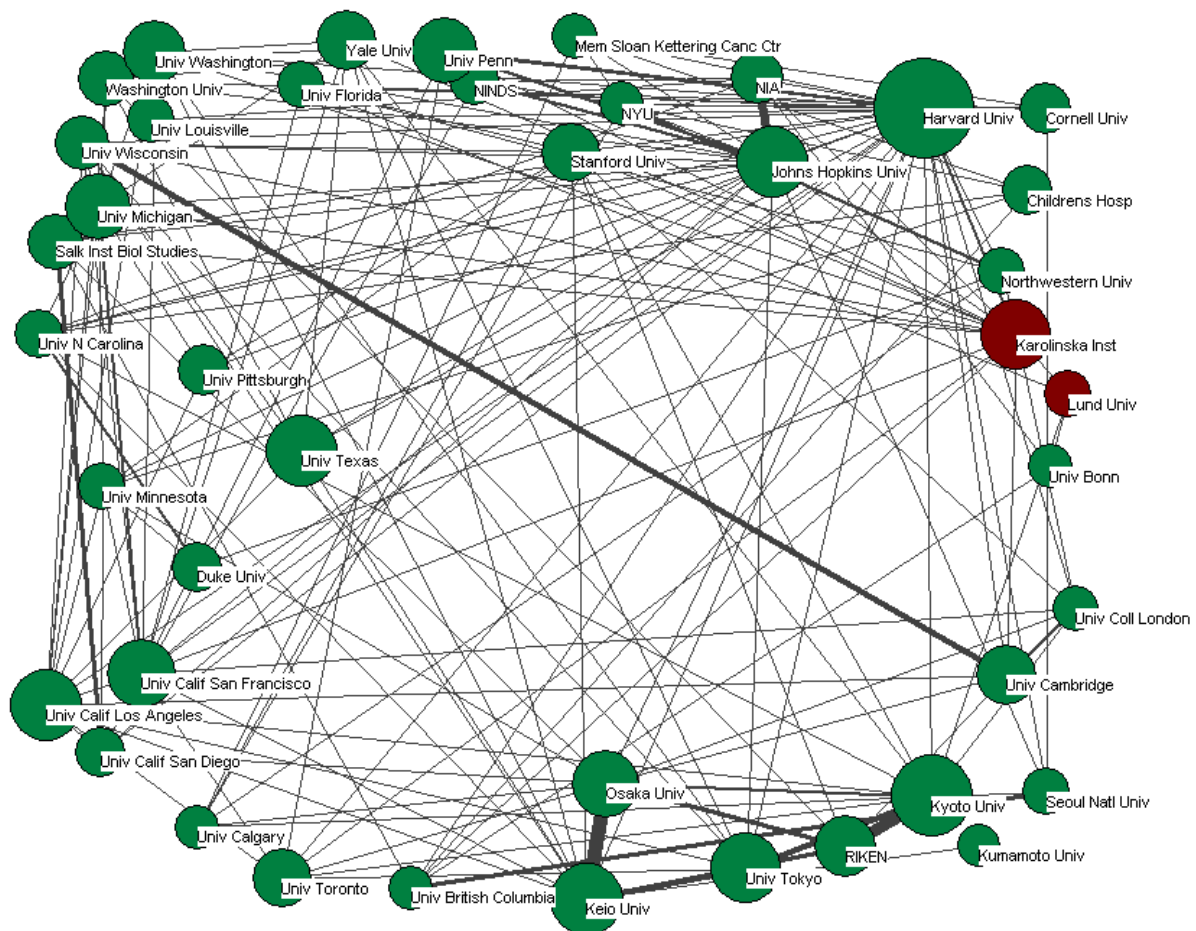 Mem Sloan Kettering Canc Ctr
Yale Univ
Univ Penn
Univ Washington
Washington Univ
Univ Florida
NINDS
NIA
NYU
Harvard Univ
Cornell Univ
Univ Louisville
Univ Wisconsin
Stanford Univ
Johns Hopkins Univ
Childrens Hosp
Univ Michigan
Salk Inst Biol Studies
Northwestern Univ
Univ N Carolina
Karolinska Inst
Univ Pittsburgh
Lund Univ
Univ Texas
Univ Bonn
Univ Minnesota
Duke Univ
Univ Coll London
Univ Calif San Francisco
Univ Cambridge
Univ Calif Los Angeles
Univ Calif San Diego
Osaka Univ
Kyoto Univ
Seoul Natl Univ
Univ Calgary
RIKEN
Kumamoto Univ
Univ Toronto
Univ British Columbia
Keio Univ
Univ Tokyo